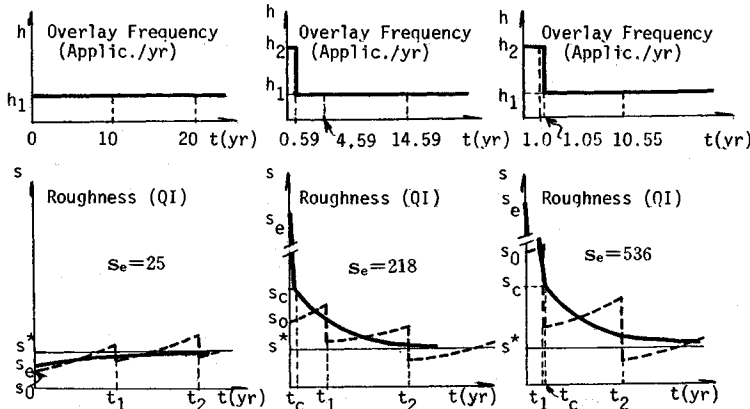 h
Overlay Frequency
(Applic./yr)
h1
0
10
20
t(yr)
s
Roughness (QI)
se=25
s*
se
s0
t1
t2
t(yr)
h
h2
Overlay Frequency
(Applic./yr)
h1
0.59
4.59
14.59
t(yr)
s
Roughness (QI)
se
se=218
sc
s0
s*
tc
t1
t2
t(yr)
h
h2
Overlay Frequency
(Applic./yr)
h1
1.0
1.05
10.55
t(yr)
s
Roughness (QI)
se
s0
se=536
sc
s*
t1
tc
t2
t(yr)